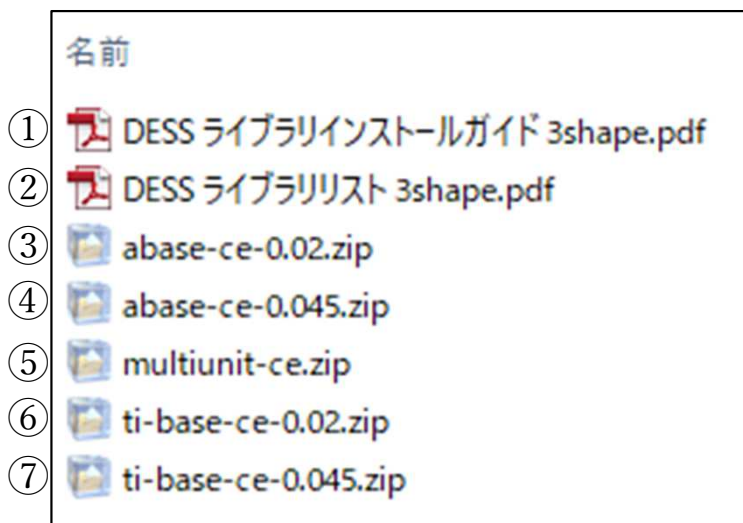 名前
① DESS ライブラリインストールガイド 3shape.pdf
② DESS ライブラリリスト 3shape.pdf
③ abase-ce-0.02.zip
④ abase-ce-0.045.zip
⑤ multiunit-ce.zip
⑥ ti-base-ce-0.02.zip
⑦ ti-base-ce-0.045.zip